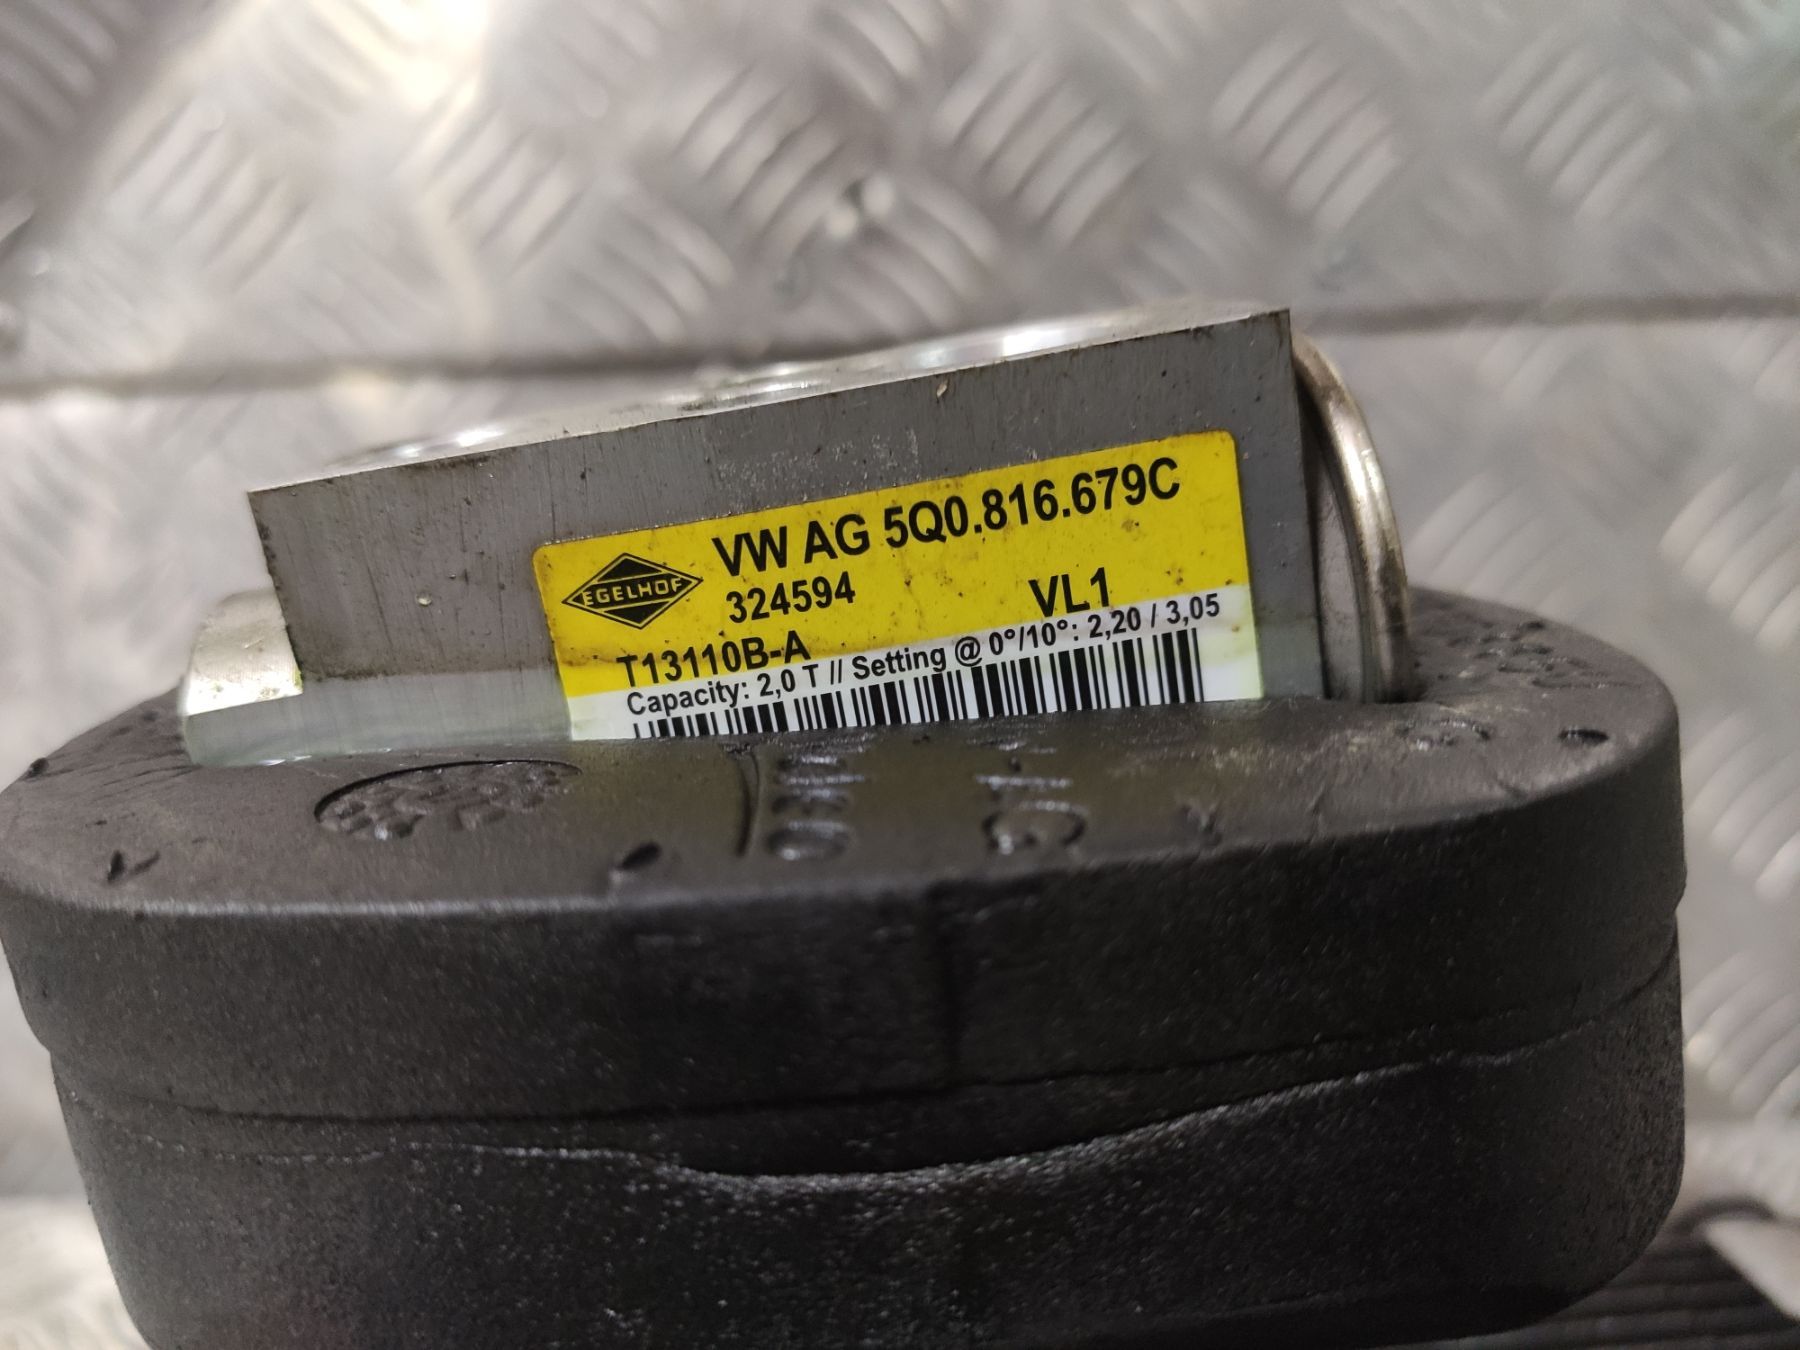 VW AG 5Q0.816.679C
EGELHOF
324594 VL1
T13110B-A
Capacity: 2,0 T // Setting @ 0°/10°: 2,20 / 3,05